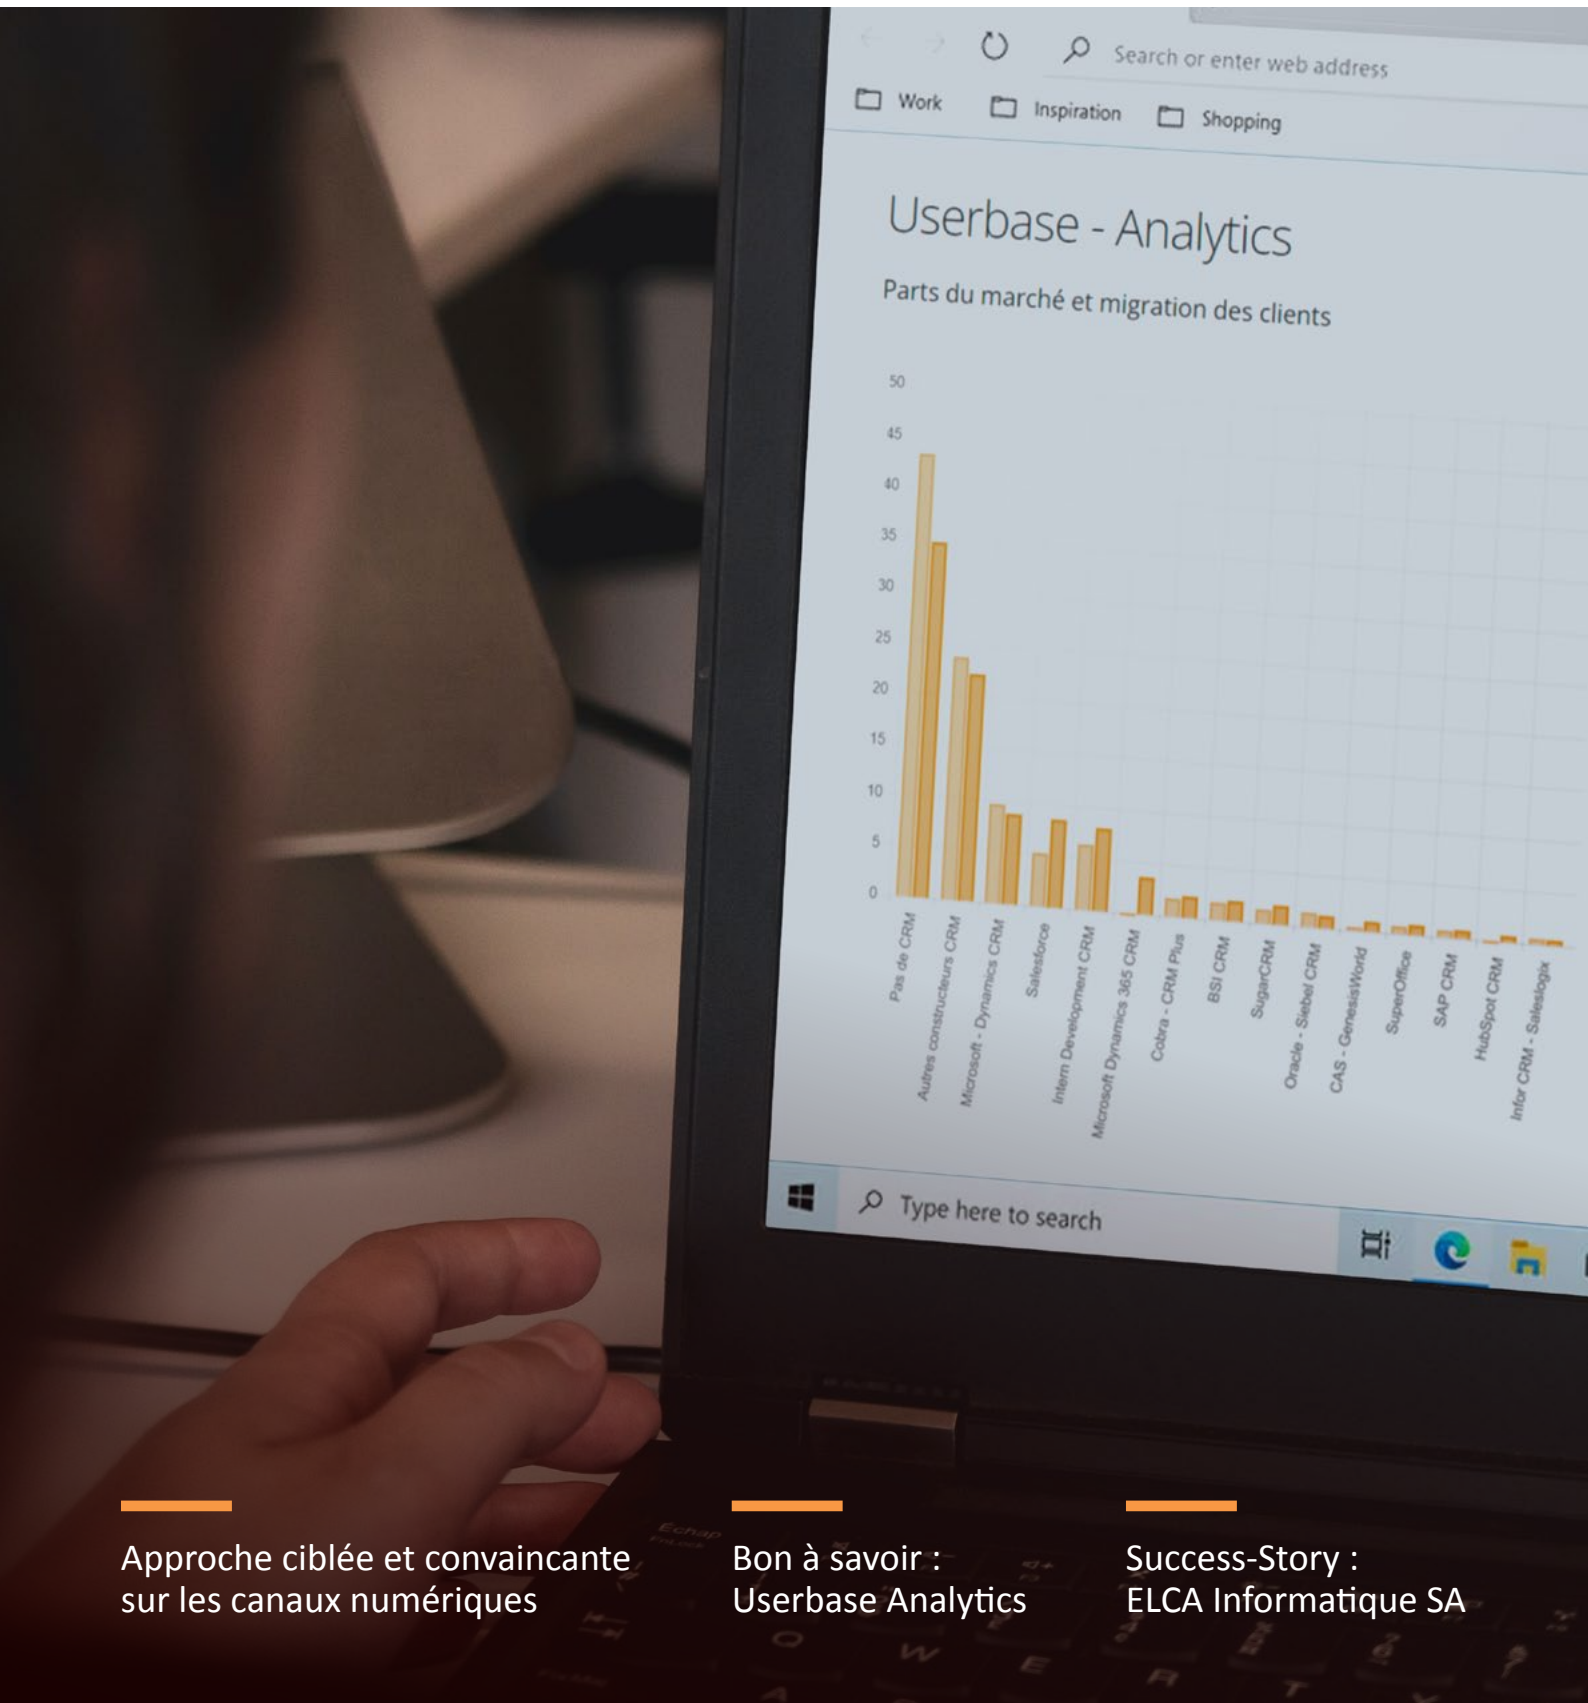 Search or enter web address
Work Inspiration Shopping
Userbase - Analytics
Parts du marché et migration des clients
50
45
40
35
30
25
20
15
10
5
0
Pas de CRM
Autres constructeurs CRM
Microsoft - Dynamics CRM
Salesforce
Intern Development CRM
Microsoft Dynamics 365 CRM
Cobra - CRM Plus
BSI CRM
SugarCRM
Oracle - Siebel CRM
CAS - GenesisWorld
SuperOffice
SAP CRM
HubSpot CRM
Infor CRM - Saleslogix
Type here to search
Approche ciblée et convaincante
sur les canaux numériques
Bon à savoir :
Userbase Analytics
Success-Story :
ELCA Informatique SA
Echap
Q W E R T